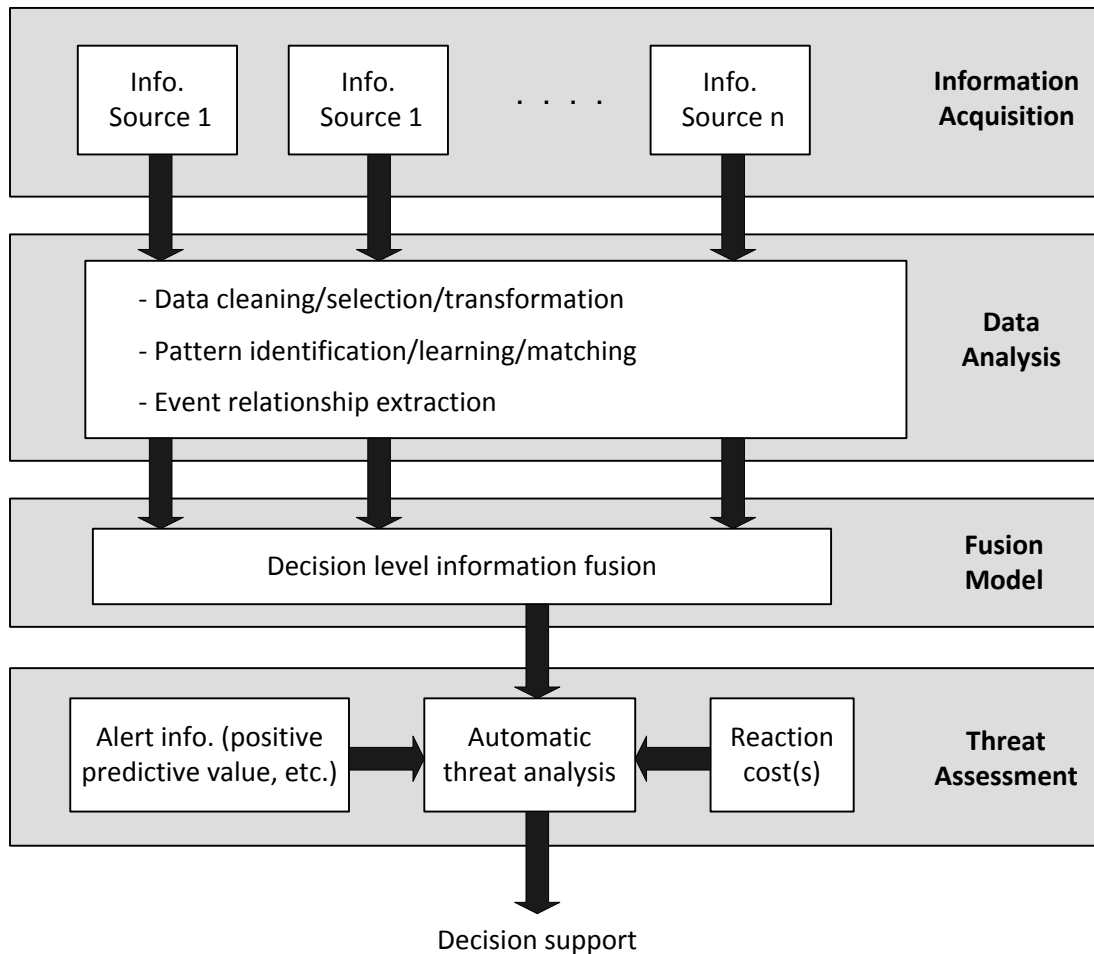 Info.
Source 1
Info.
Source 1
. . . .
Info.
Source n
Information
Acquisition
- Data cleaning/selection/transformation
- Pattern identification/learning/matching
- Event relationship extraction
Data
Analysis
Decision level information fusion
Fusion
Model
Alert info. (positive
predictive value, etc.)
Automatic
threat analysis
Reaction
cost(s)
Threat
Assessment
Decision support